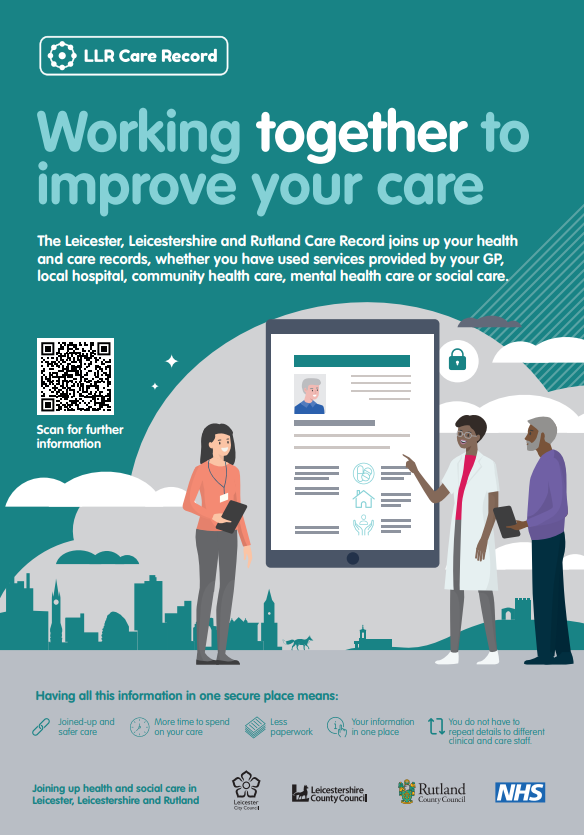 LLR Care Record
Working together to
improve your care
The Leicester, Leicestershire and Rutland Care Record joins up your health
and care records, whether you have used services provided by your GP,
local hospital, community health care, mental health care or social care.
Scan for further
information
Having all this information in one secure place means:
Joined-up and
safer care
More time to spend
on your care
Less
paperwork
Your information
in one place
You do not have to
repeat details to different
clinical and care staff.
Joining up health and social care in
Leicester, Leicestershire and Rutland
Leicester
City Council
Leicestershire
County Council
Rutland
County Council
NHS